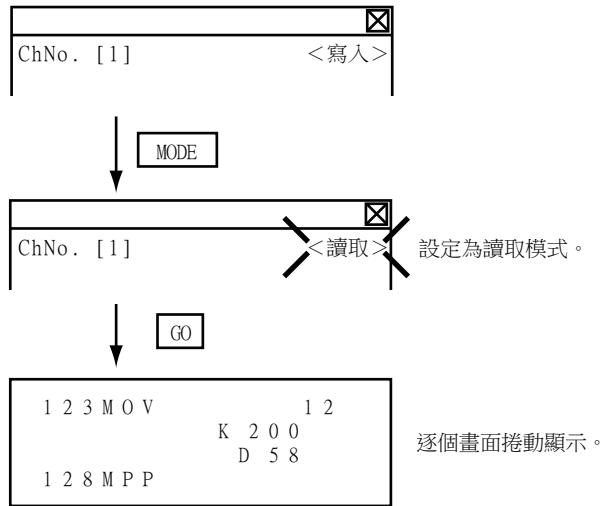 ChNo. [1] <寫入>
MODE
ChNo. [1] <讀取> 設定為讀取模式。
GO
123MOV 12
K 200
D 58
逐個畫面捲動顯示。
128MPP